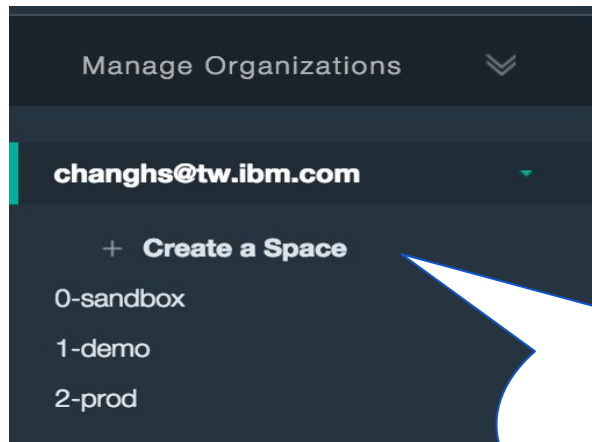 Manage Organizations
changhs@tw.ibm.com
+ Create a Space
0-sandbox
1-demo
2-prod